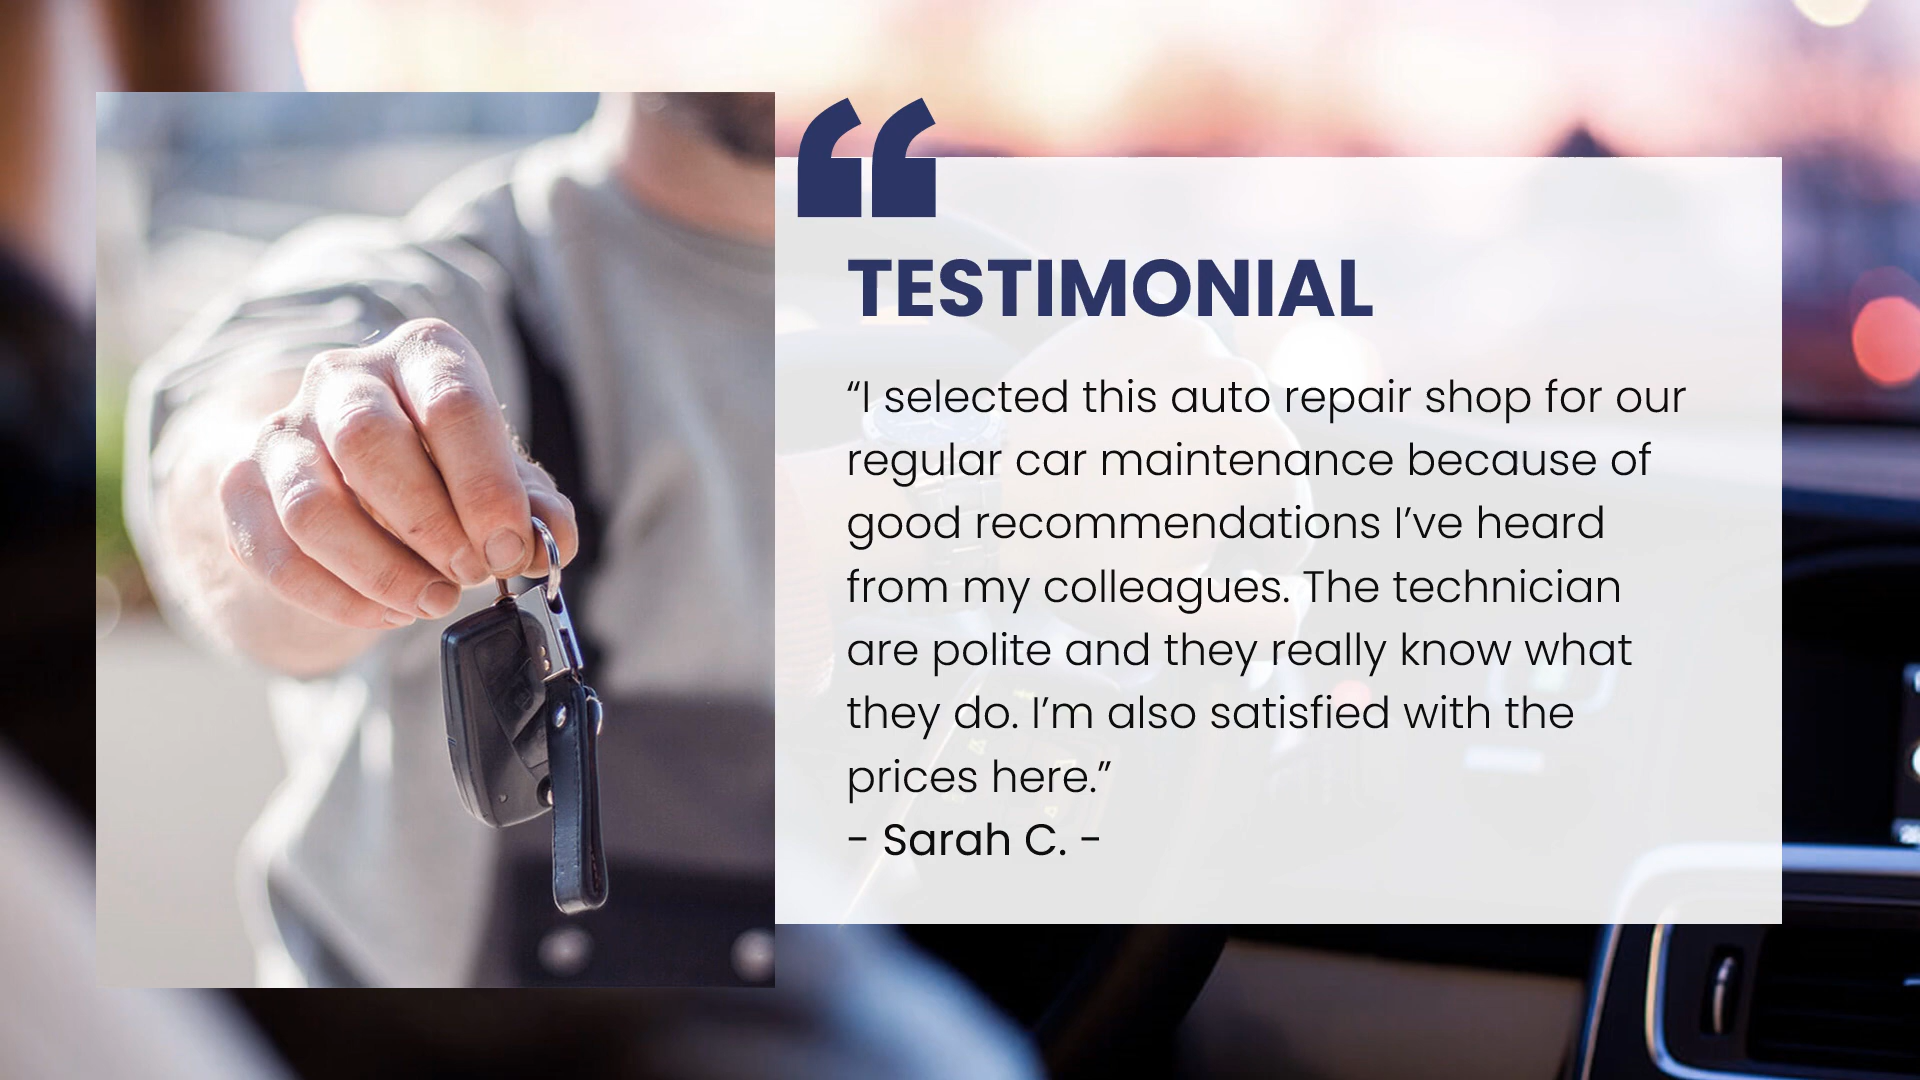 TESTIMONIAL
“I selected this auto repair shop for our
regular car maintenance because of
good recommendations I’ve heard
from my colleagues. The technician
are polite and they really know what
they do. I’m also satisfied with the
prices here.”
- Sarah C. -